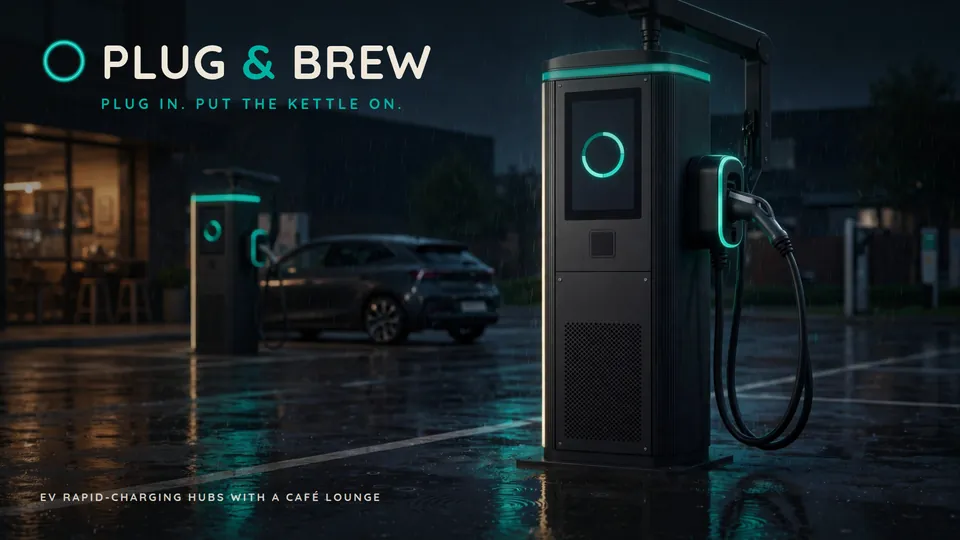 PLUG & BREW
PLUG IN. PUT THE KETTLE ON.
EV RAPID-CHARGING HUBS WITH A CAFÉ LOUNGE